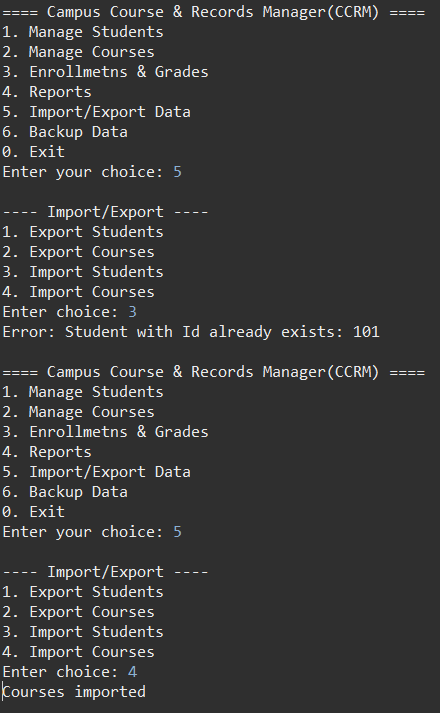 ==== Campus Course & Records Manager(CCRM) ====
1. Manage Students
2. Manage Courses
3. Enrollmetns & Grades
4. Reports
5. Import/Export Data
6. Backup Data
0. Exit
Enter your choice: 5

---- Import/Export ----
1. Export Students
2. Export Courses
3. Import Students
4. Import Courses
Enter choice: 3
Error: Student with Id already exists: 101

==== Campus Course & Records Manager(CCRM) ====
1. Manage Students
2. Manage Courses
3. Enrollmetns & Grades
4. Reports
5. Import/Export Data
6. Backup Data
0. Exit
Enter your choice: 5

---- Import/Export ----
1. Export Students
2. Export Courses
3. Import Students
4. Import Courses
Enter choice: 4
Courses imported